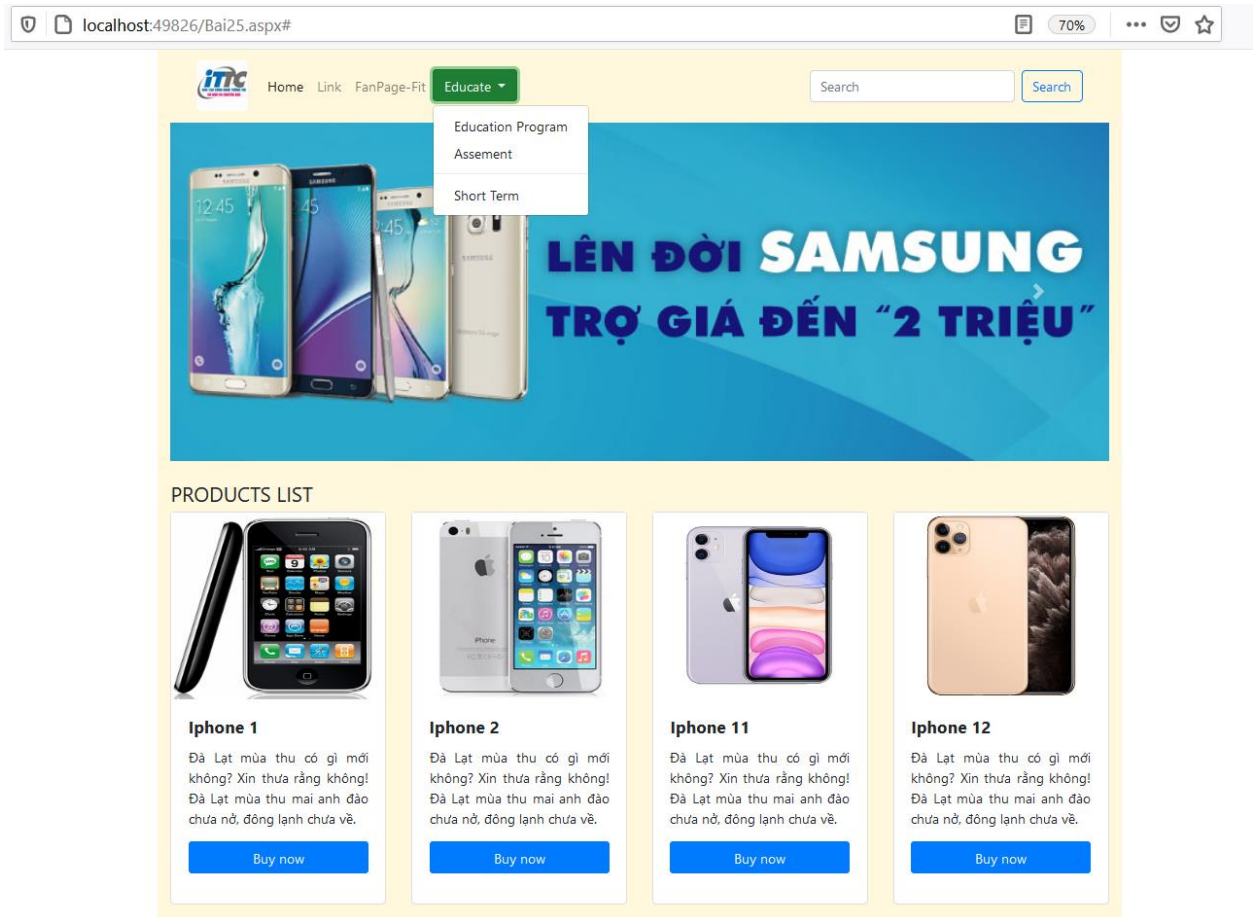 localhost:49826/Bai25.aspx#
70%
iTTC
Home Link FanPage-Fit Educate
Search
Search
Education Program
Assement
Short Term
SAMSUNG
SAMSUNG
12:45
LÊN ĐỜI SAMSUNG
TRỢ GIÁ ĐẾN “2 TRIỆU”
PRODUCTS LIST
iPhone
Iphone 1
Đà Lạt mùa thu có gì mới
không? Xin thưa rằng không!
Đà Lạt mùa thu mai anh đào
chưa nở, đông lạnh chưa về.
Buy now
Iphone 2
Đà Lạt mùa thu có gì mới
không? Xin thưa rằng không!
Đà Lạt mùa thu mai anh đào
chưa nở, đông lạnh chưa về.
Buy now
Iphone 11
Đà Lạt mùa thu có gì mới
không? Xin thưa rằng không!
Đà Lạt mùa thu mai anh đào
chưa nở, đông lạnh chưa về.
Buy now
Iphone 12
Đà Lạt mùa thu có gì mới
không? Xin thưa rằng không!
Đà Lạt mùa thu mai anh đào
chưa nở, đông lạnh chưa về.
Buy now